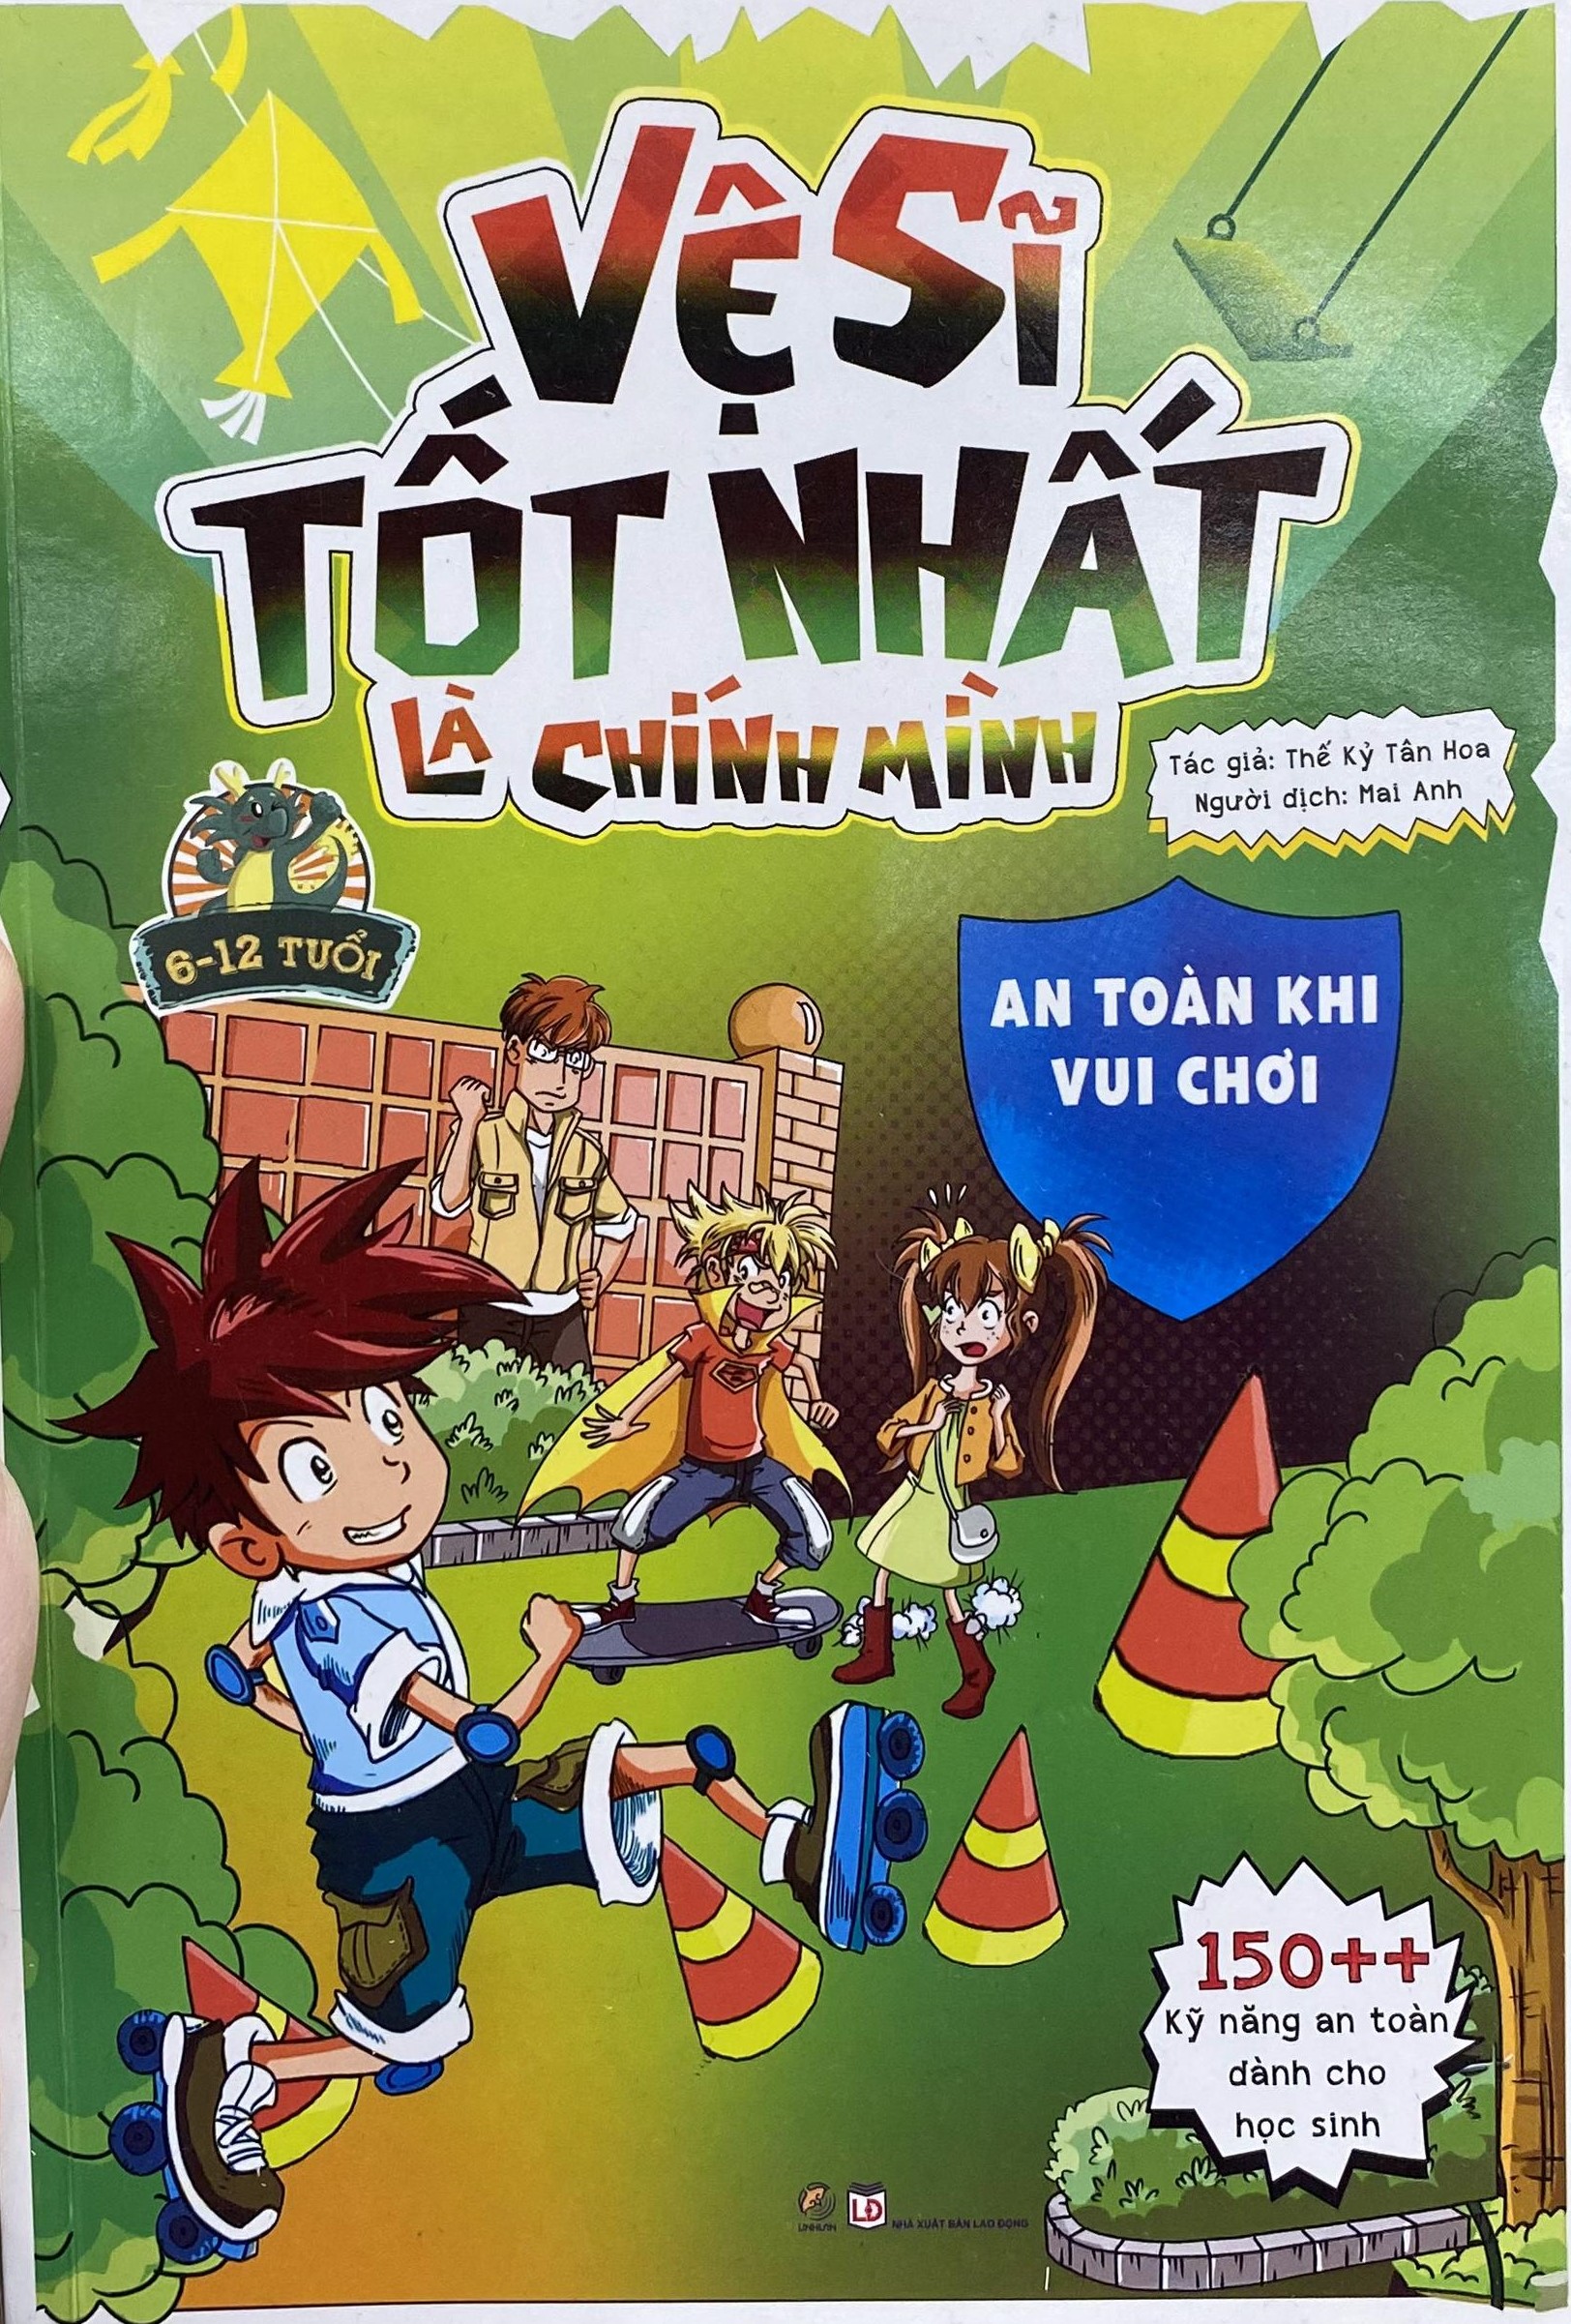 VỆ SĨ
TỐT NHẤT
LÀ CHÍNH MÌNH
Tác giả: Thế Kỷ Tân Hoa
Người dịch: Mai Anh
6-12 TUỔI
AN TOÀN KHI
VUI CHƠI
150++
Kỹ năng an toàn
dành cho
học sinh
LĐ
NHÀ XUẤT BẢN LAO ĐỘNG